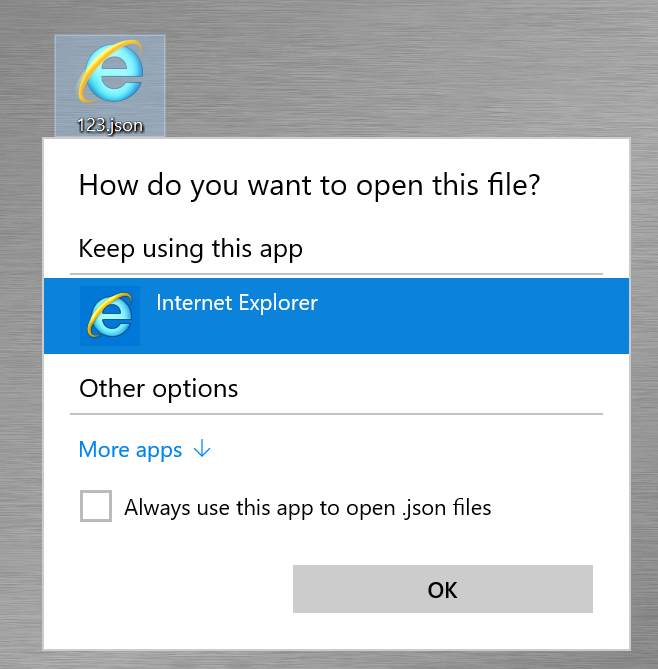 123.json
How do you want to open this file?
Keep using this app
Internet Explorer
Other options
More apps ↓
Always use this app to open .json files
OK